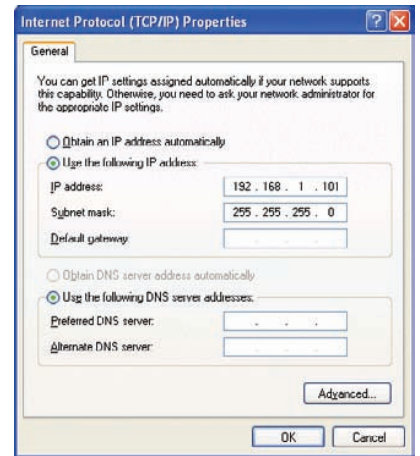 Internet Protocol (TCP/IP) Properties
General
You can get IP settings assigned automatically if your network supports
this capability. Otherwise, you need to ask your network administrator for
the appropriate IP settings.
Obtain an IP address automatically
Use the following IP address:
IP address: 192 . 168 . 1 . 101
Subnet mask: 255 . 255 . 255 . 0
Default gateway: . . .
Obtain DNS server address automatically
Use the following DNS server addresses:
Preferred DNS server: . . .
Alternate DNS server: . . .
Advanced...
OK Cancel